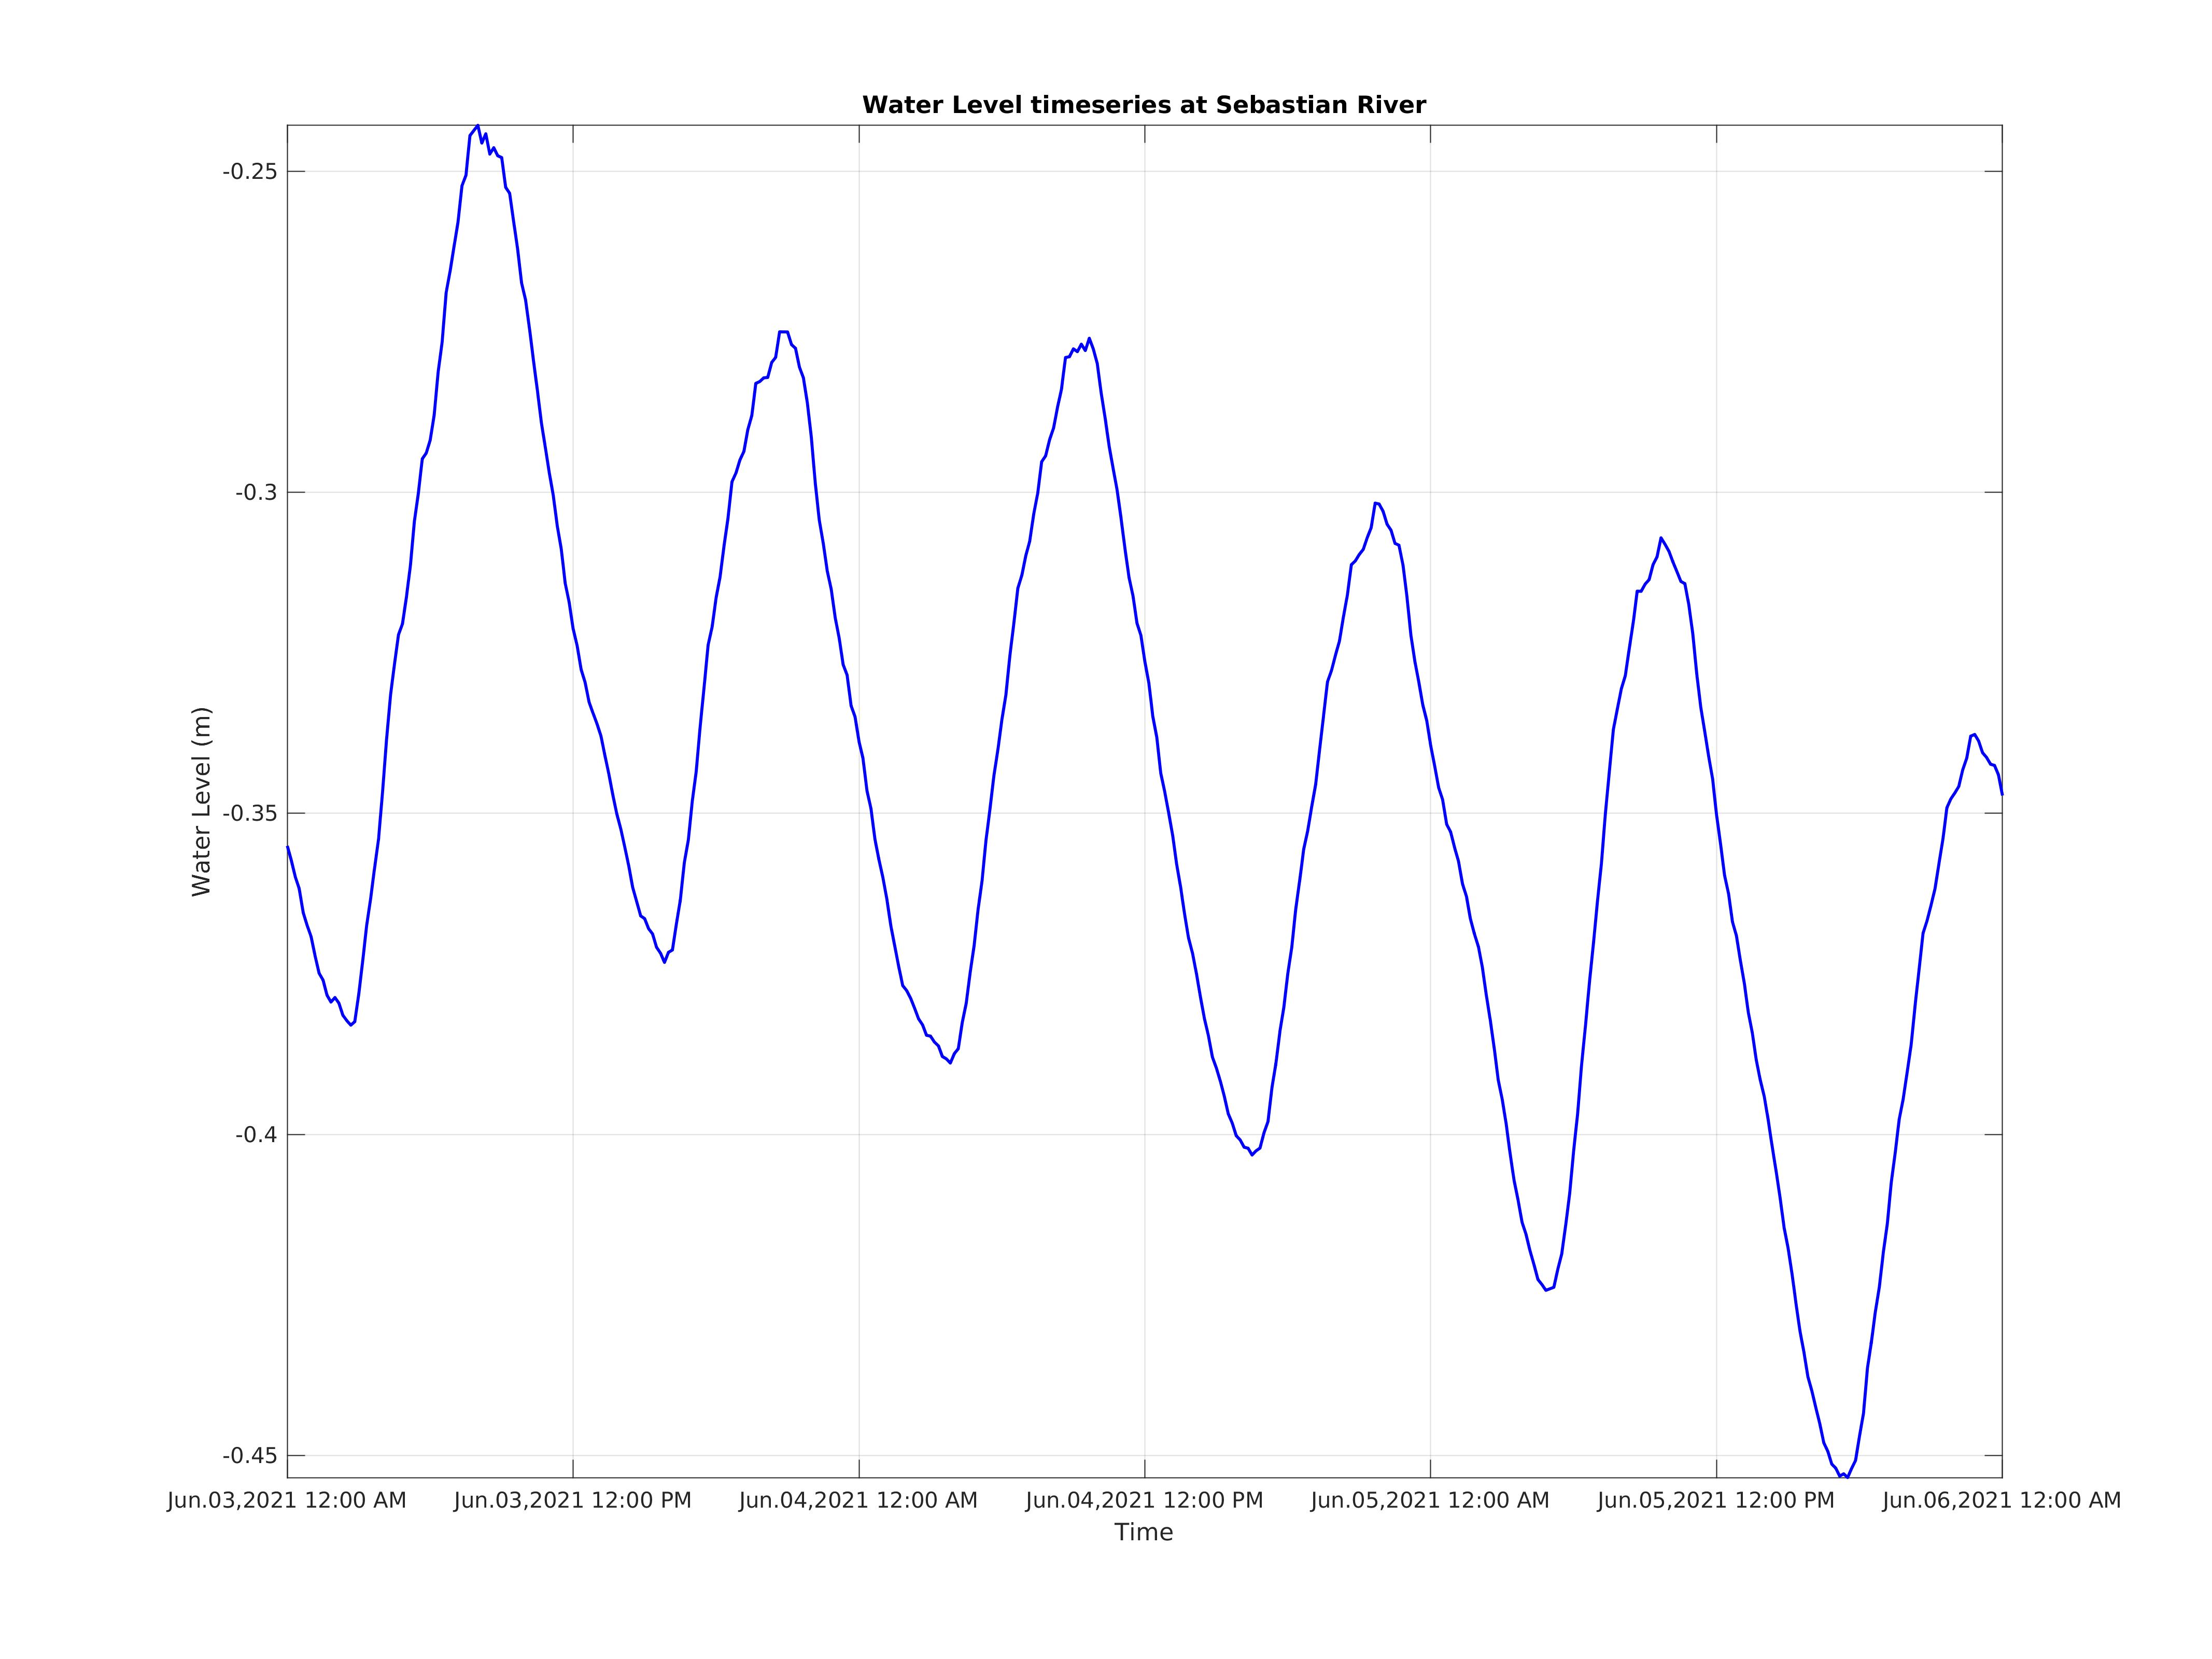 Water Level timeseries at Sebastian River
Water Level (m)
-0.25
-0.3
-0.35
-0.4
-0.45
Jun.03,2021 12:00 AM
Jun.03,2021 12:00 PM
Jun.04,2021 12:00 AM
Jun.04,2021 12:00 PM
Jun.05,2021 12:00 AM
Jun.05,2021 12:00 PM
Jun.06,2021 12:00 AM
Time